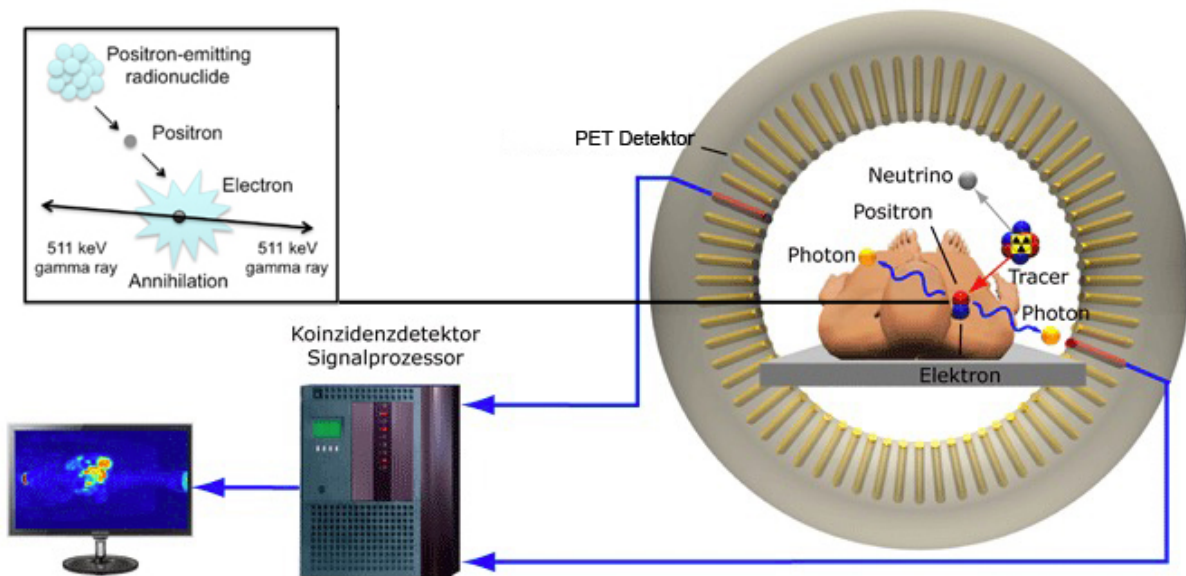 Positron-emitting
radionuclide
Positron
Electron
511 keV
gamma ray
511 keV
gamma ray
Annihilation
PET Detektor
Neutrino
Positron
Photon
Tracer
Photon
Elektron
Koinzidenzdetektor
Signalprozessor